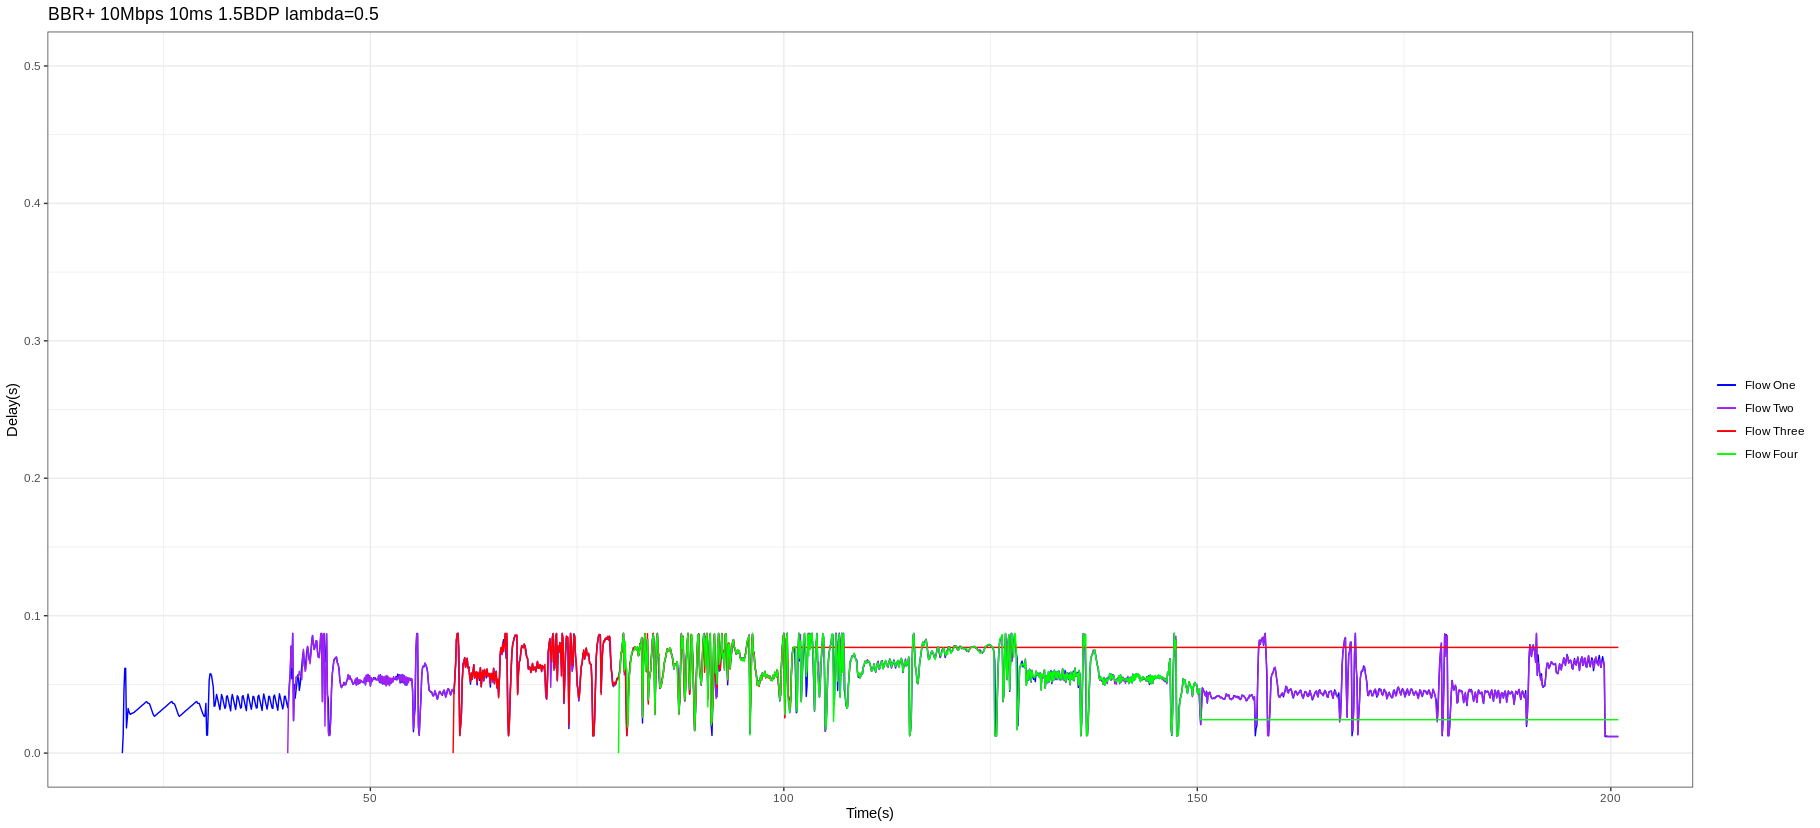 BBR+ 10Mbps 10ms 1.5BDP lambda=0.5
0.5
0.4
0.3
0.2
0.1
0.0
Delay(s)
50
100
150
200
Time(s)
Flow One
Flow Two
Flow Three
Flow Four